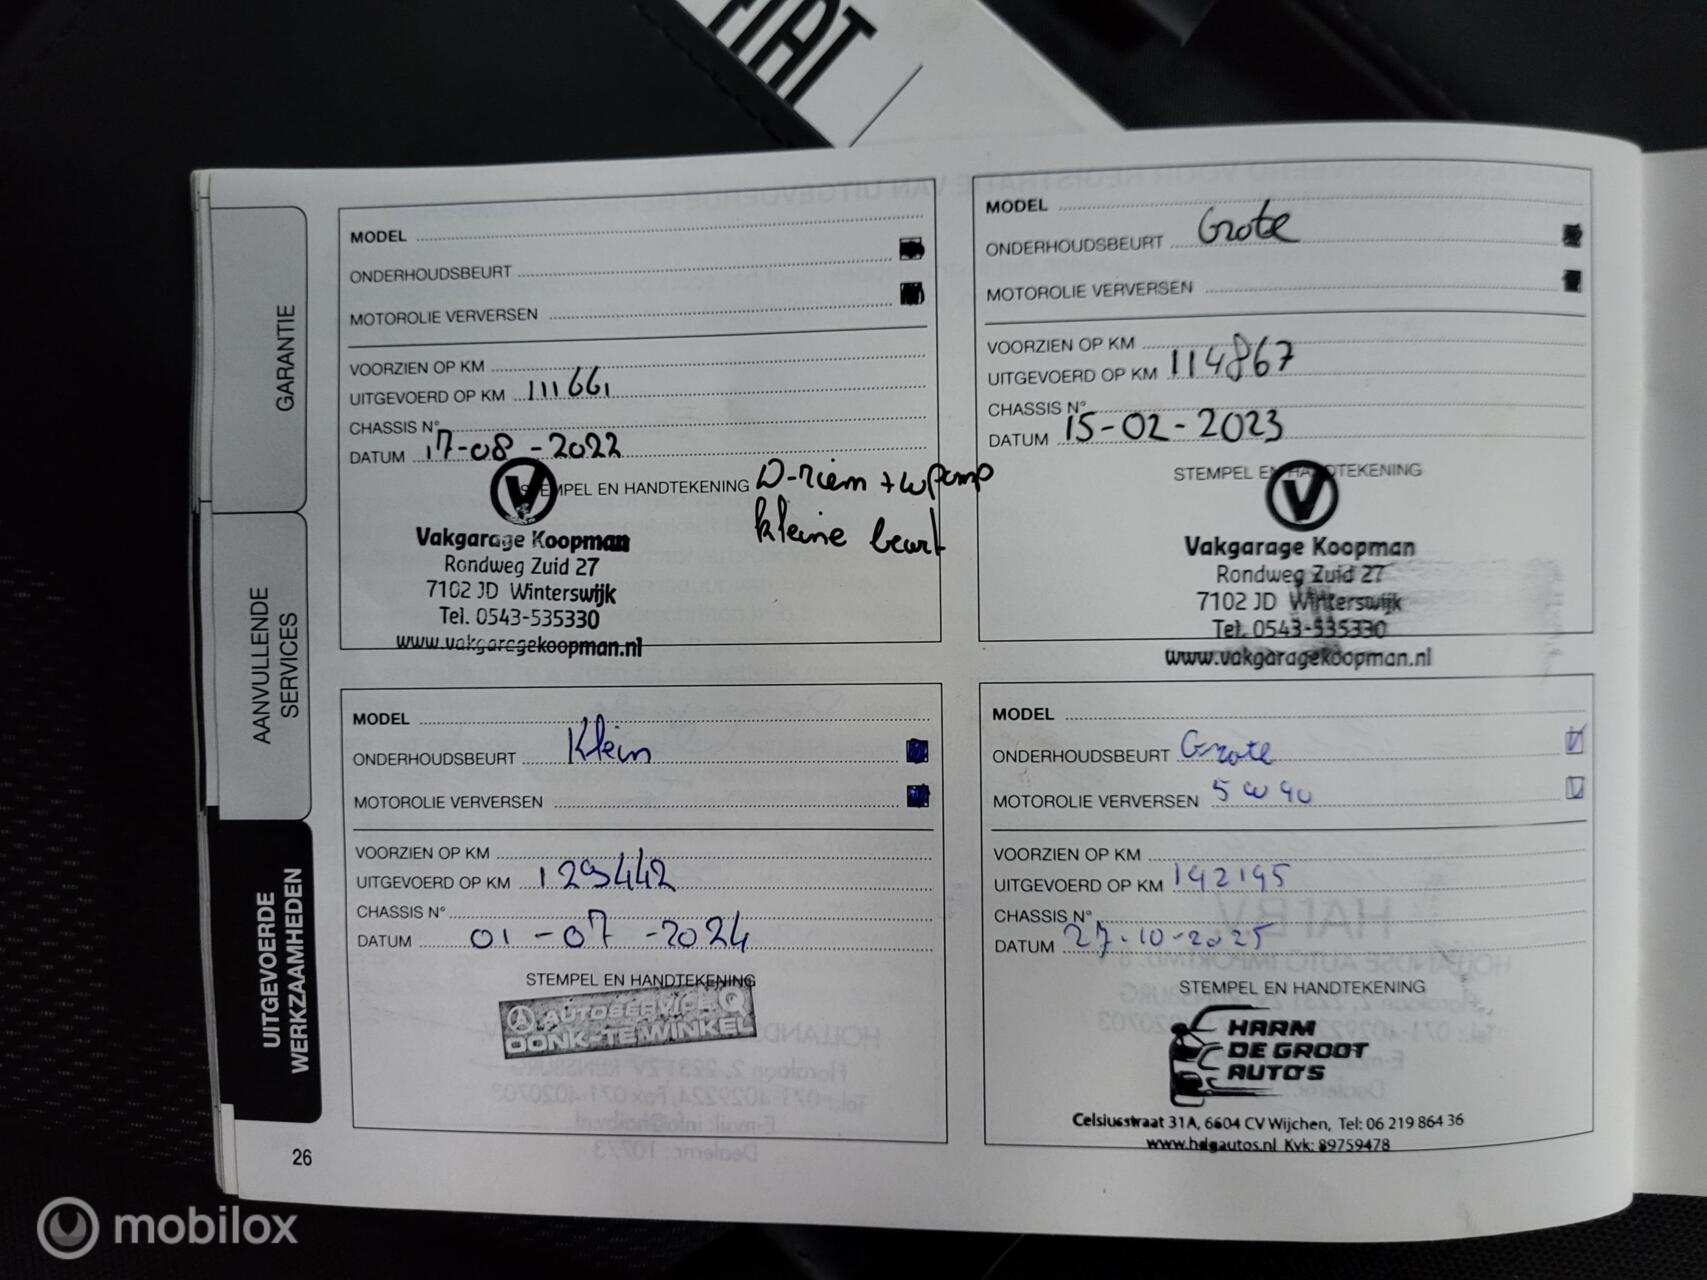 FIAT
GARANTIE
AANVULLENDE
SERVICES
UITGEVOERDE
WERKZAAMHEDEN
MODEL
ONDERHOUDSBEURT
MOTOROLIE VERVERSEN
VOORZIEN OP KM
UITGEVOERD OP KM 111661
CHASSIS N°
DATUM 17-08-2022
STEMPEL EN HANDTEKENING D-riem + w pomp
kleine beurt
Vakgarage Koopman
Rondweg Zuid 27
7102 JD Winterswijk
Tel. 0543-535330
www.vakgaragekoopman.nl
MODEL
ONDERHOUDSBEURT Grote
MOTOROLIE VERVERSEN
VOORZIEN OP KM
UITGEVOERD OP KM 114867
CHASSIS N°
DATUM 15-02-2023
STEMPEL EN HANDTEKENING
Vakgarage Koopman
Rondweg Zuid 27
7102 JD Winterswijk
Tel. 0543-535330
www.vakgaragekoopman.nl
MODEL
ONDERHOUDSBEURT Klein
MOTOROLIE VERVERSEN
VOORZIEN OP KM
UITGEVOERD OP KM 129442
CHASSIS N°
DATUM 01-07-2024
STEMPEL EN HANDTEKENING
AUTOSERVICE
OONK-TE WINKEL
MODEL
ONDERHOUDSBEURT Grote
MOTOROLIE VERVERSEN 5w40
VOORZIEN OP KM
UITGEVOERD OP KM 142195
CHASSIS N°
DATUM 27-10-2025
STEMPEL EN HANDTEKENING
HARM
DE GROOT
AUTO'S
Celsiusstraat 31A, 6604 CV Wijchen, Tel: 06 219 864 36
www.hdgautos.nl Kvk: 89759478
26
mobilox